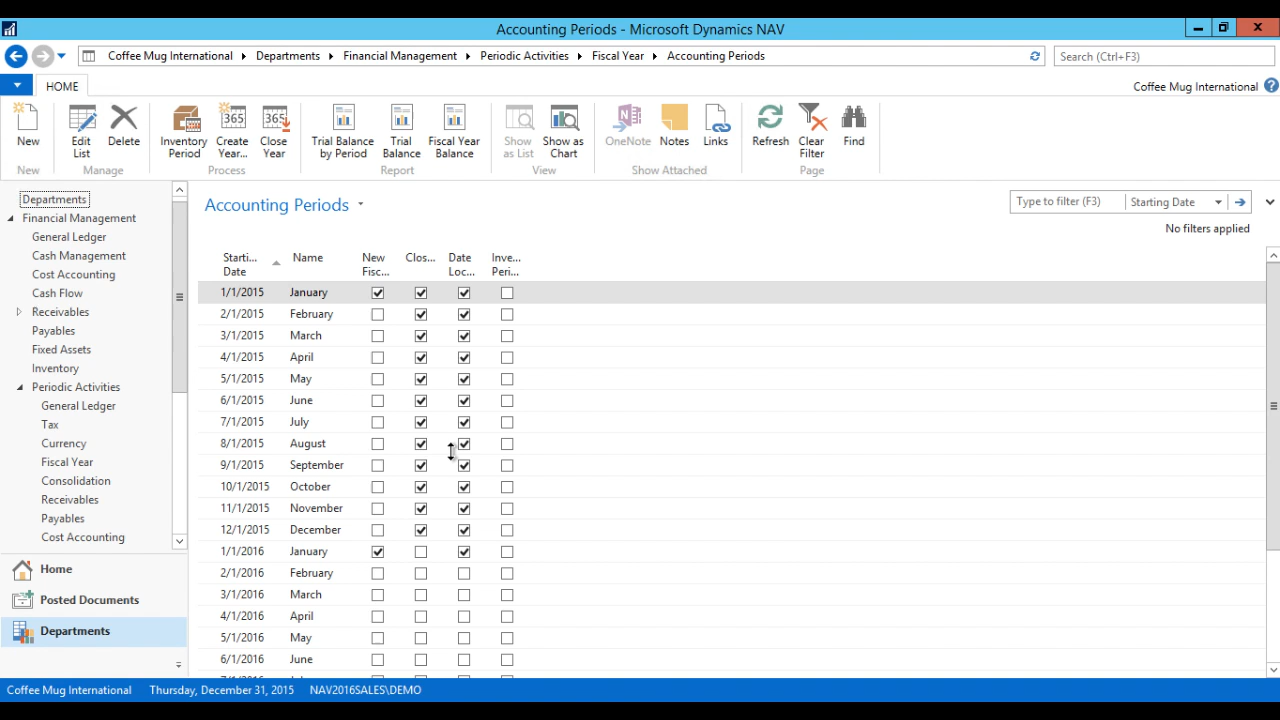 Accounting Periods - Microsoft Dynamics NAV
Coffee Mug International Departments Financial Management Periodic Activities Fiscal Year Accounting Periods
Search (Ctrl+F3)
HOME
Coffee Mug International
New
Edit List
Delete
Inventory Period
Create Year...
Close Year
Trial Balance by Period
Trial Balance
Fiscal Year Balance
Show as List
Show as Chart
OneNote
Notes
Links
Refresh
Clear Filter
Find
New Manage Process Report View Show Attached Page
Departments
Financial Management
General Ledger
Cash Management
Cost Accounting
Cash Flow
Receivables
Payables
Fixed Assets
Inventory
Periodic Activities
General Ledger
Tax
Currency
Fiscal Year
Consolidation
Receivables
Payables
Cost Accounting
Home
Posted Documents
Departments
Accounting Periods
Type to filter (F3) Starting Date
No filters applied
Starti... Date
Name
New Fisc...
Clos...
Date Loc...
Inve... Peri...
1/1/2015 January
2/1/2015 February
3/1/2015 March
4/1/2015 April
5/1/2015 May
6/1/2015 June
7/1/2015 July
8/1/2015 August
9/1/2015 September
10/1/2015 October
11/1/2015 November
12/1/2015 December
1/1/2016 January
2/1/2016 February
3/1/2016 March
4/1/2016 April
5/1/2016 May
6/1/2016 June
Coffee Mug International Thursday, December 31, 2015 NAV2016SALES\DEMO